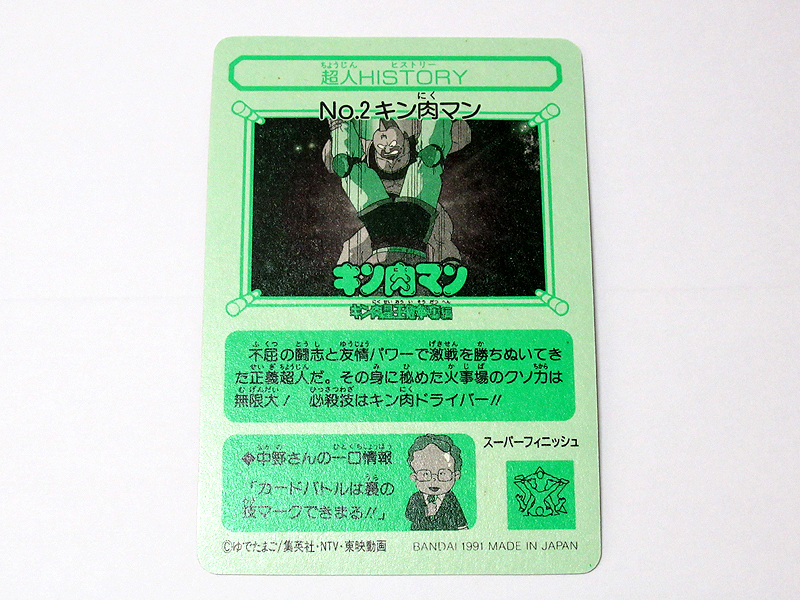 超人HISTORY
No.2キン肉マン
キン肉マン
キン肉星王位争奪編
不屈の闘志と友情パワーで激戦を勝ちぬいてき
た正義超人だ。その身に秘めた火事場のクソ力は
無限大! 必殺技はキン肉ドライバー!!
中野さんの一口情報
「カードバトルは裏の
技マークできまる!!」
スーパーフィニッシュ
©ゆでたまご/集英社・NTV・東映動画
BANDAI 1991 MADE IN JAPAN